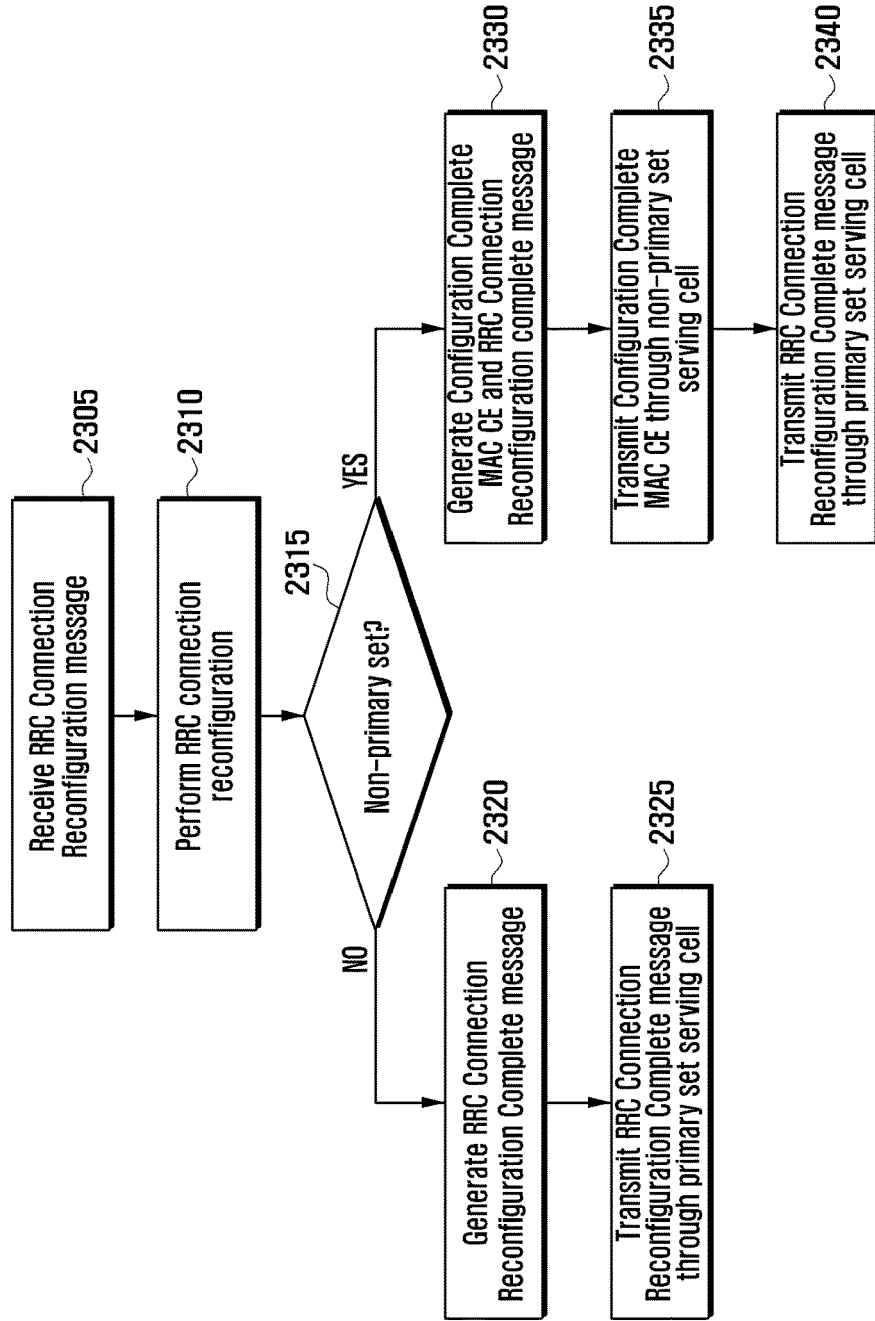 Receive RRC Connection
Reconfiguration message
2305
Perform RRC connection
reconfiguration
2310
Non-primary set?
2315
NO
YES
Generate RRC Connection
Reconfiguration Complete message
2320
Transmit RRC Connection
Reconfiguration Complete message
through primary set serving cell
2325
Generate Configuration Complete
MAC CE and RRC Connection
Reconfiguration complete message
2330
Transmit Configuration Complete
MAC CE through non-primary set
serving cell
2335
Transmit RRC Connection
Reconfiguration Complete message
through primary set serving cell
2340